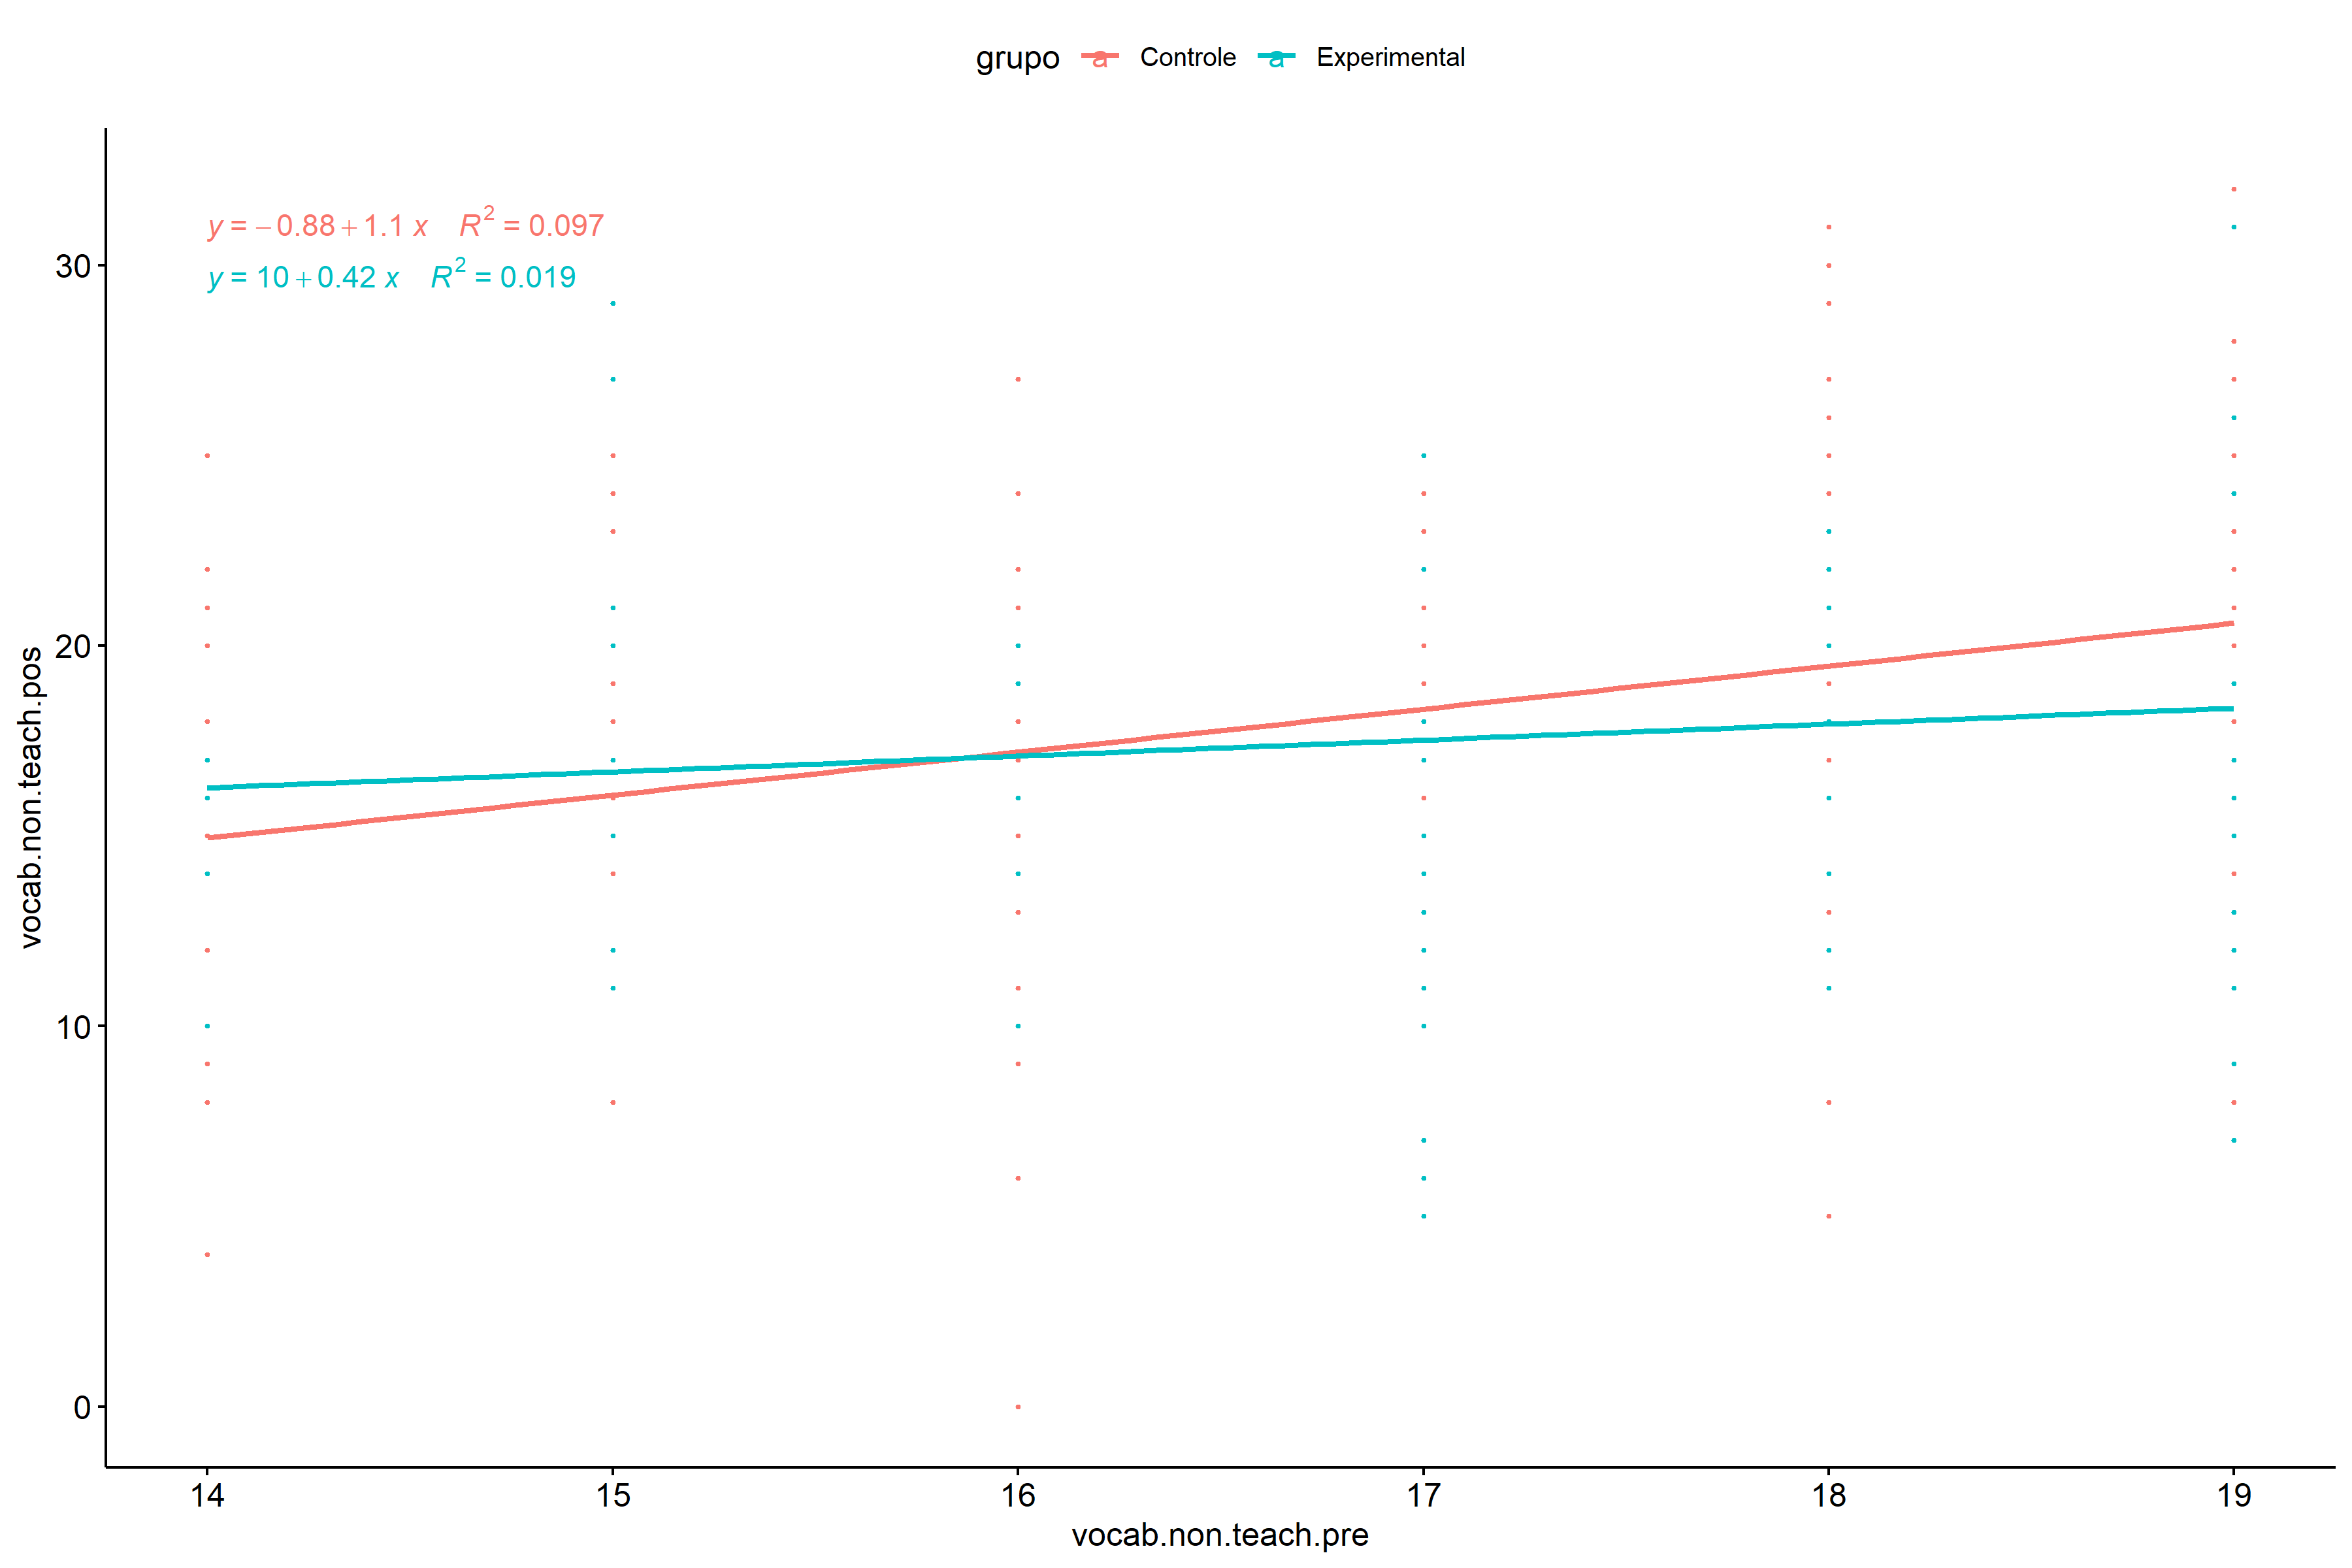 grupo a Controle a Experimental
y = −0.88+1.1 x R² = 0.097
y = 10+0.42 x R² = 0.019
30
20
10
0
vocab.non.teach.pos
14 15 16 17 18 19
vocab.non.teach.pre